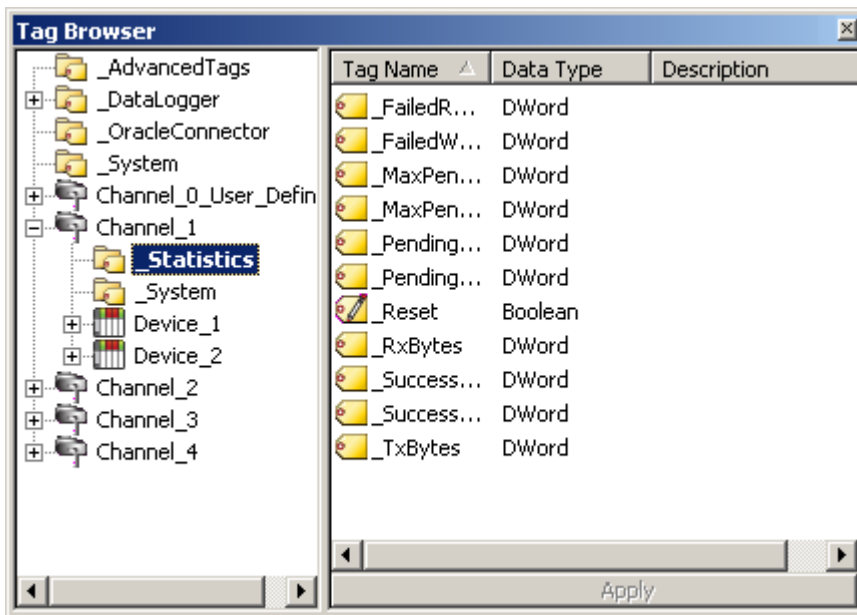 Tag Browser
_AdvancedTags
_DataLogger
_OracleConnector
_System
Channel_0_User_Defin
Channel_1
_Statistics
_System
Device_1
Device_2
Channel_2
Channel_3
Channel_4
Tag Name Data Type Description
_FailedR... DWord
_FailedW... DWord
_MaxPen... DWord
_MaxPen... DWord
_Pending... DWord
_Pending... DWord
_Reset Boolean
_RxBytes DWord
_Success... DWord
_Success... DWord
_TxBytes DWord
Apply